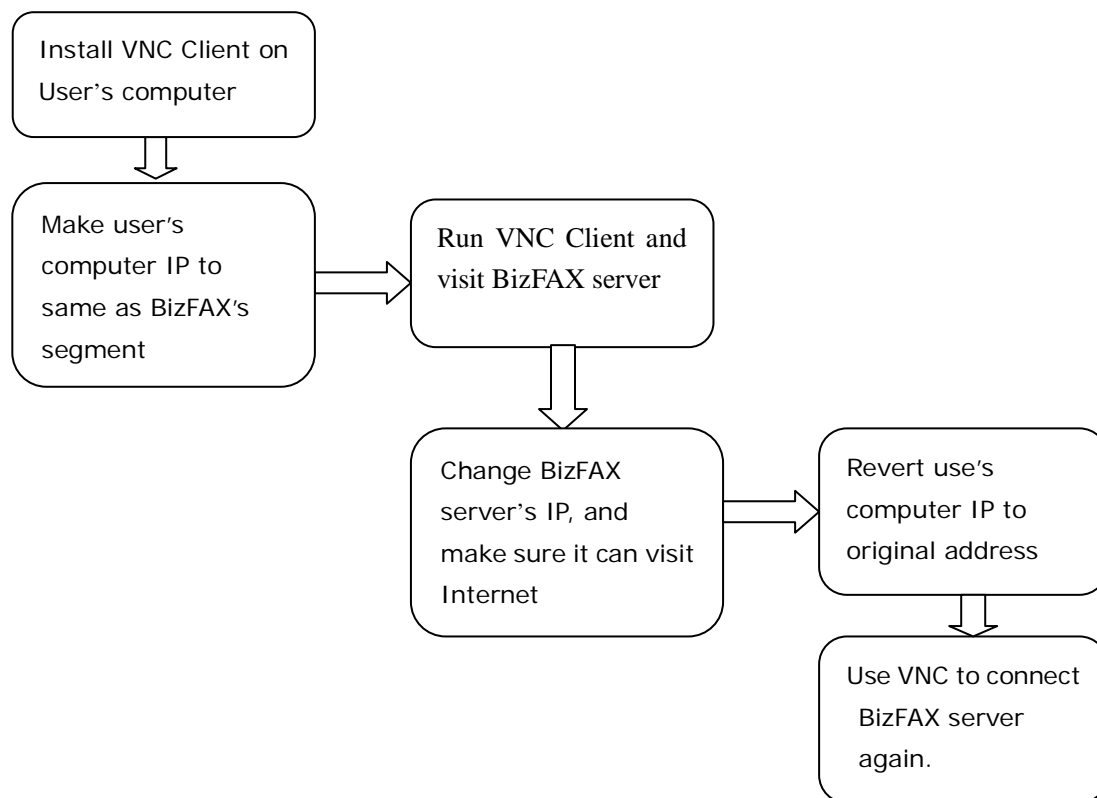 Install VNC Client on
User's computer
Make user's
computer IP to
same as BizFAX's
segment
Run VNC Client and
visit BizFAX server
Change BizFAX
server's IP, and
make sure it can visit
Internet
Revert use's
computer IP to
original address
Use VNC to connect
BizFAX server
again.